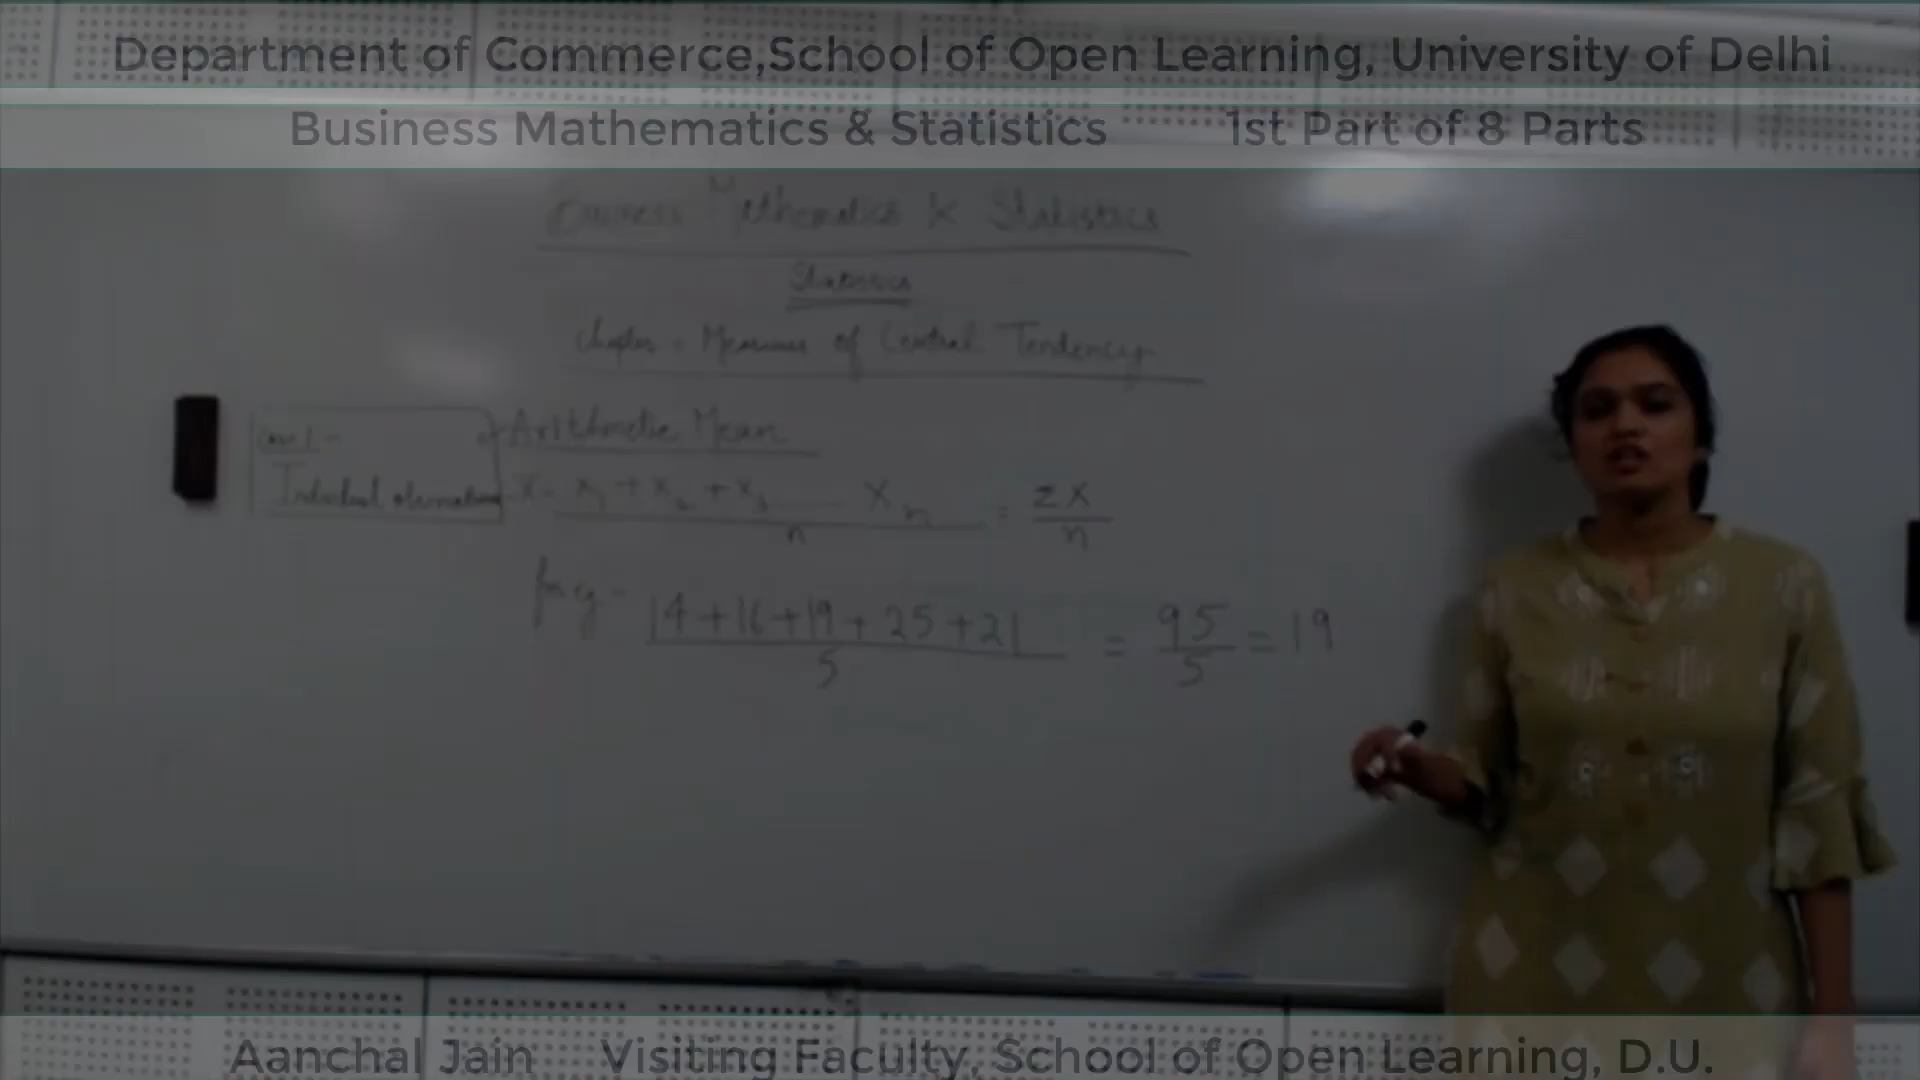 Department of Commerce,School of Open Learning, University of Delhi
Business Mathematics & Statistics 1st Part of 8 Parts
Business Mathematics & Statistics
Statistics
Chapter - Measures of Central Tendency
Case 1 -
Individual observations
Arithmetic Mean
X̄ = x₁ + x₂ + x₃ ...... xₙ / n = ΣX / n
for eg - 14+16+19+25+21 / 5 = 95 / 5 = 19
Aanchal Jain Visiting Faculty, School of Open Learning, D.U.